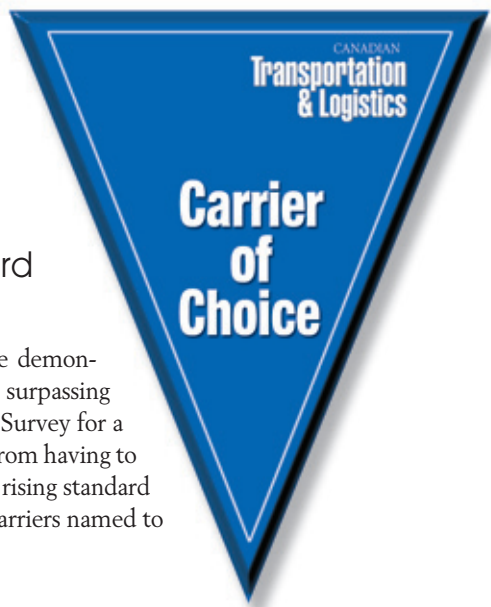 CANADIAN
Transportation
& Logistics
Carrier
of
Choice
rd
e demon-
surpassing
Survey for a
rom having to
rising standard
arriers named to